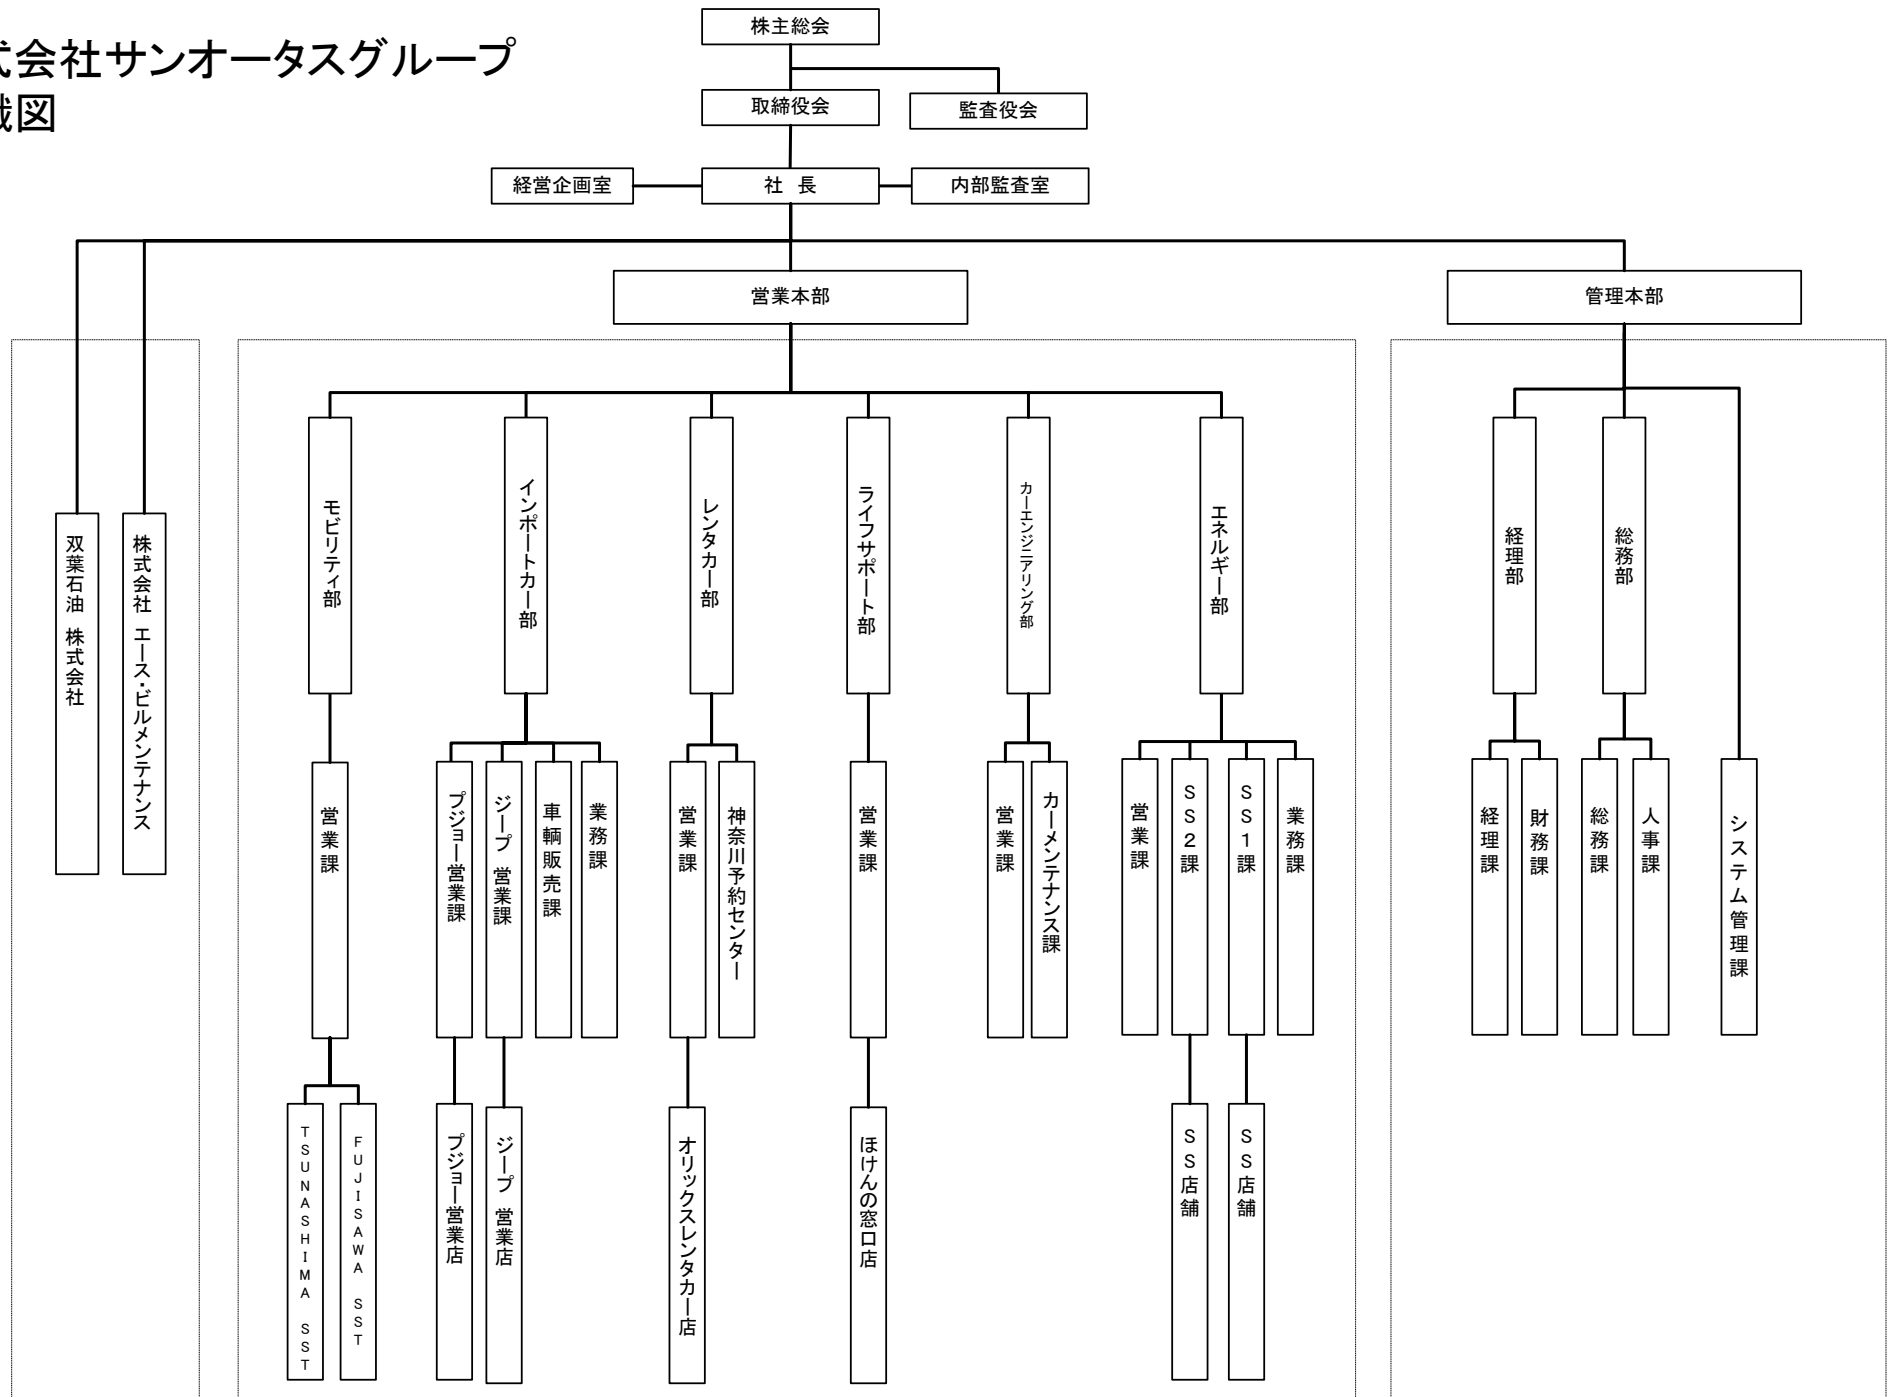 式会社サンオータスグループ
織図
株主総会
取締役会
監査役会
経営企画室
社 長
内部監査室
営業本部
管理本部
双葉石油 株式会社
株式会社 エース・ビルメンテナンス
モビリティ部
インポートカー部
レンタカー部
ライフサポート部
カーエンジニアリング部
エネルギー部
経理部
総務部
営業課
プジョー営業課
ジープ 営業課
車輌販売課
業務課
営業課
神奈川予約センター
営業課
営業課
カーメンテナンス課
営業課
SS2課
SS1課
業務課
経理課
財務課
総務課
人事課
システム管理課
TSUNASHIMA SST
FUJISAWA SST
プジョー営業店
ジープ 営業店
オリックスレンタカー店
ほけんの窓口店
SS店舗
SS店舗